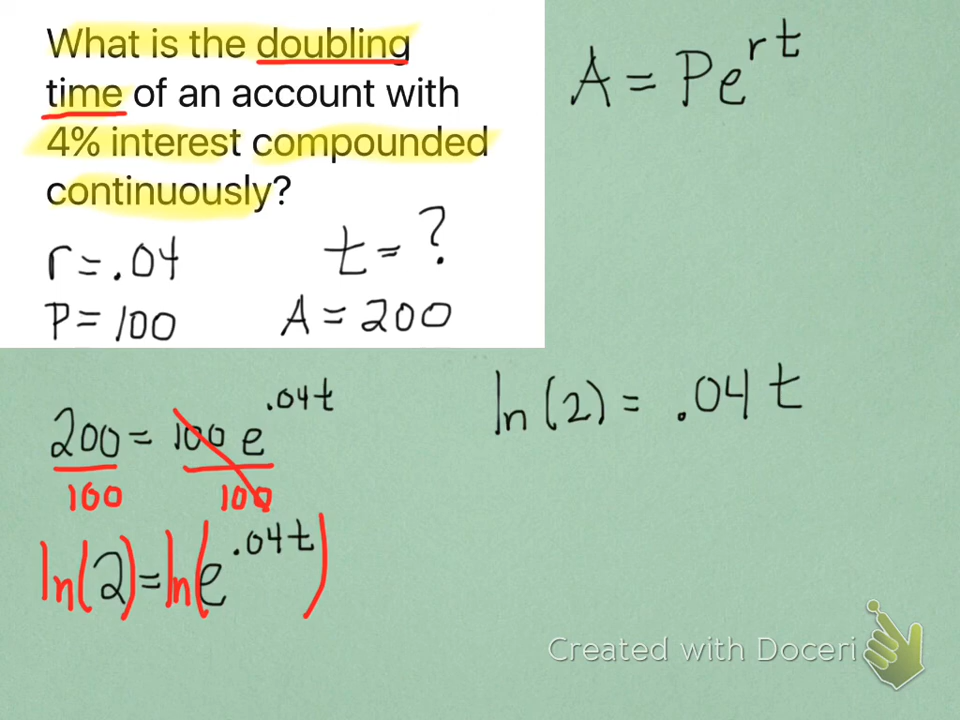 What is the doubling
time of an account with
4% interest compounded
continuously?
r = .04 t = ?
P = 100 A = 200
A = Pe^rt
200 = 100 e^.04t
100 100
ln(2) = ln(e^.04t)
ln(2) = .04 t
Created with Doceri